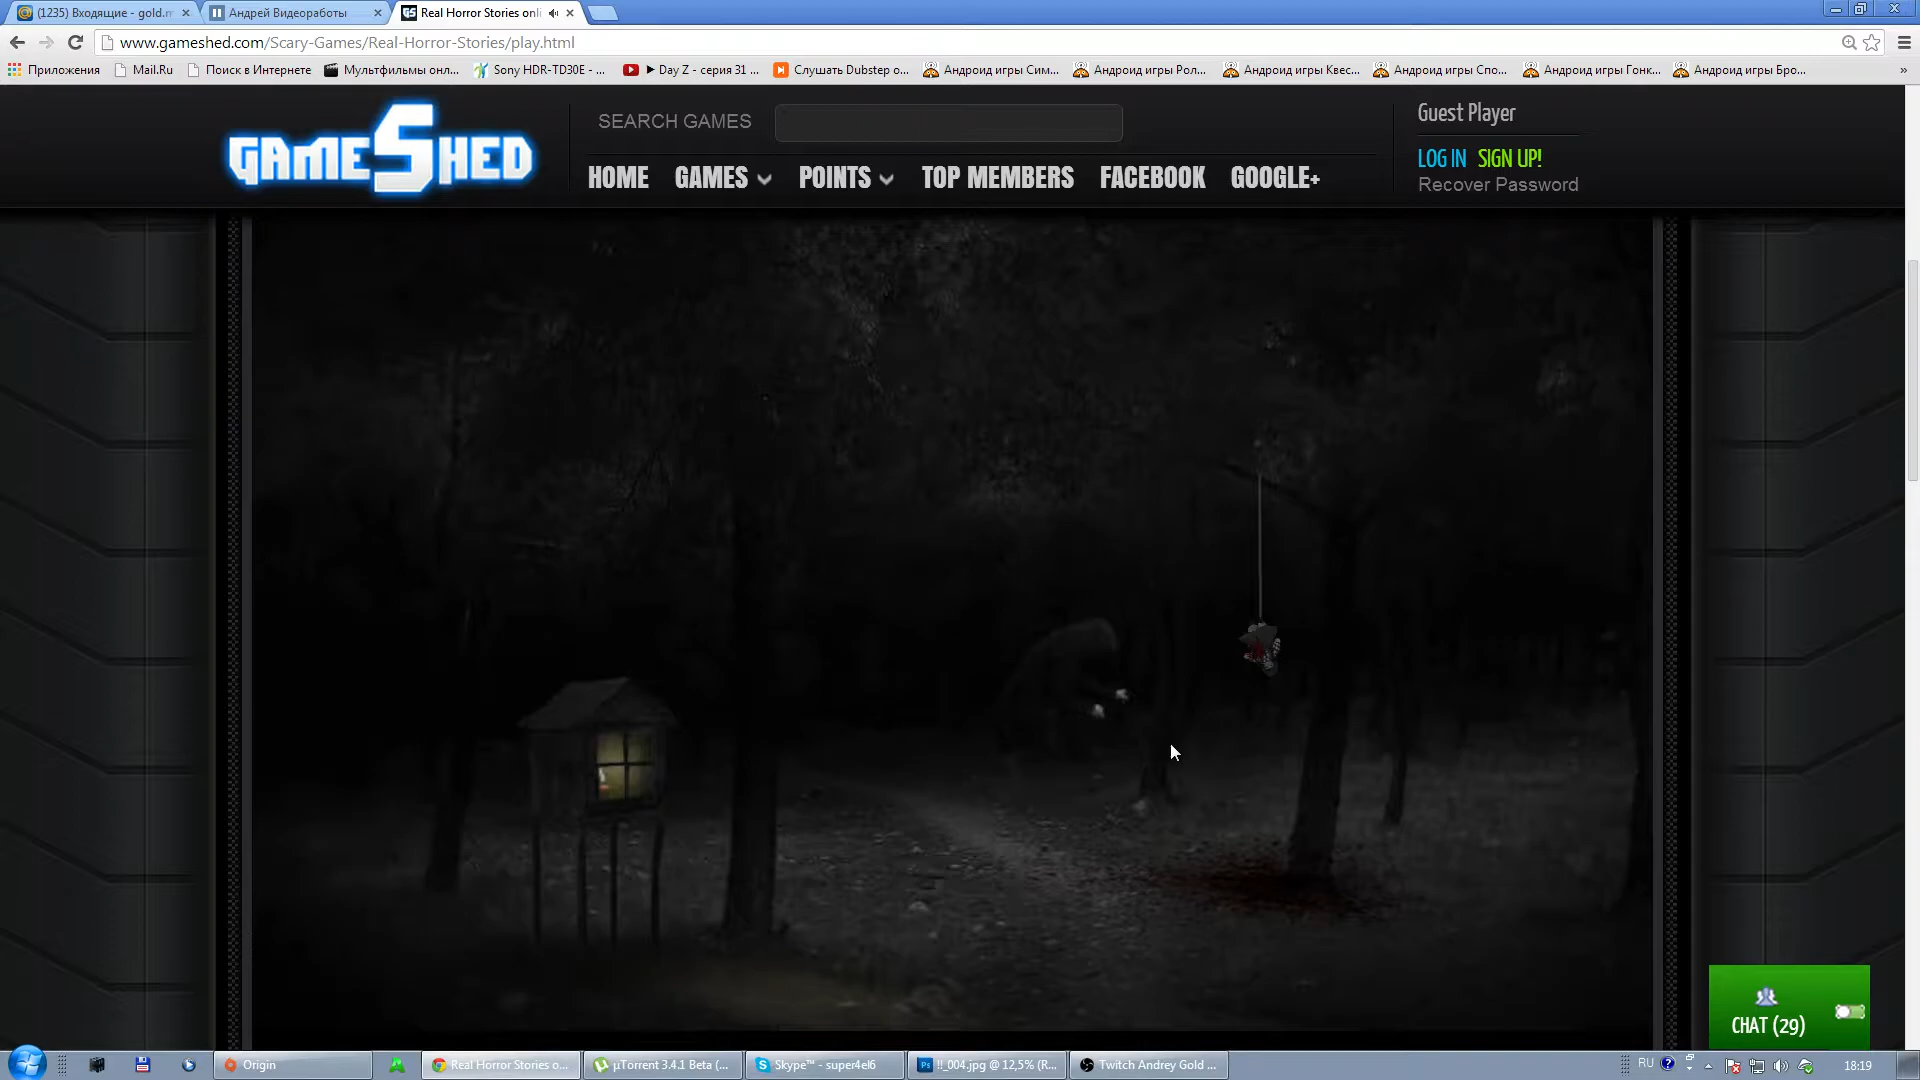 (1235) Входящие - gold.m
Андрей Видеоработы
Real Horror Stories onli
www.gameshed.com/Scary-Games/Real-Horror-Stories/play.html
Приложения
Mail.Ru
Поиск в Интернете
Мультфильмы онл...
Sony HDR-TD30E - ...
► Day Z - серия 31 ...
Слушать Dubstep о...
Андроид игры Сим...
Андроид игры Рол...
Андроид игры Квес...
Андроид игры Спо...
Андроид игры Гонк...
Андроид игры Бро...
»
GAMESHED
SEARCH GAMES
Guest Player
LOG IN SIGN UP!
Recover Password
HOME GAMES POINTS TOP MEMBERS FACEBOOK GOOGLE+
CHAT (29)
Origin
Real Horror Stories o...
µTorrent 3.4.1 Beta (...
Skype™ - super4el6
!!_004.jpg @ 12,5% (R...
Twitch Andrey Gold ...
RU
18:19